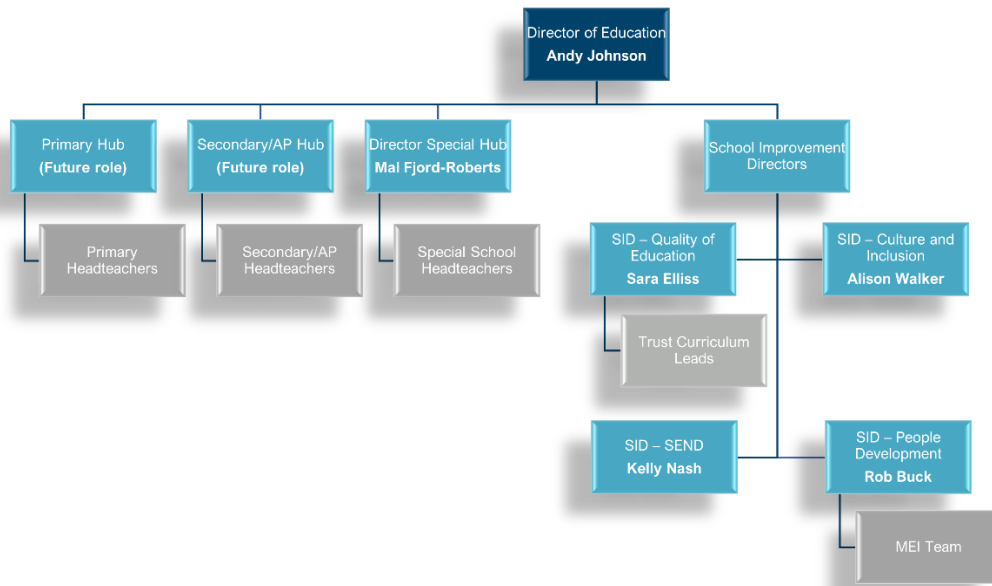 Director of Education
Andy Johnson
Primary Hub
(Future role)
Secondary/AP Hub
(Future role)
Director Special Hub
Mal Fjord-Roberts
School Improvement
Directors
Primary
Headteachers
Secondary/AP
Headteachers
Special School
Headteachers
SID – Quality of
Education
Sara Elliss
SID – Culture and
Inclusion
Alison Walker
Trust Curriculum
Leads
SID – SEND
Kelly Nash
SID – People
Development
Rob Buck
MEI Team